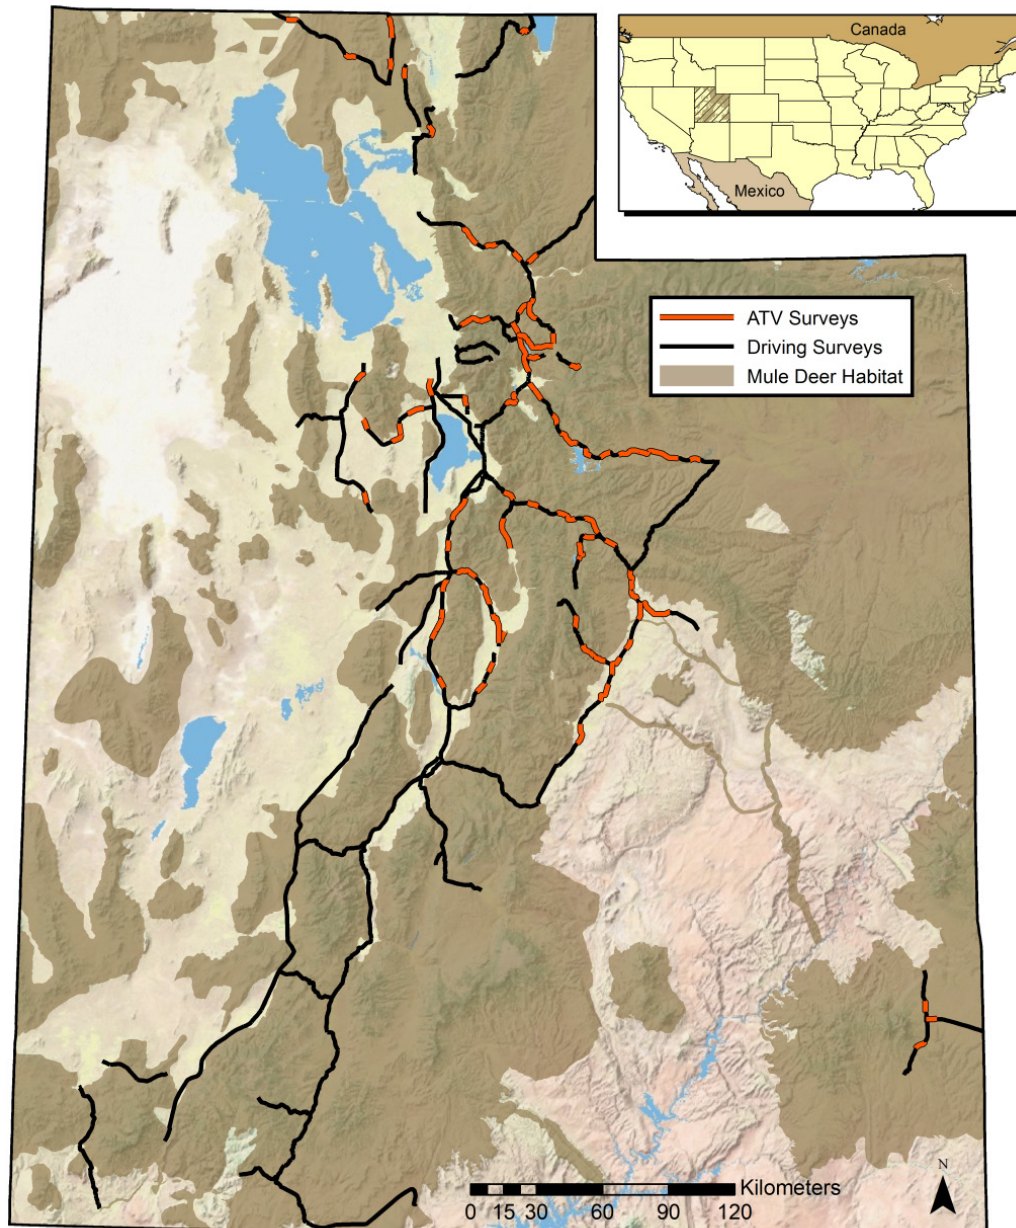 Canada
Mexico
ATV Surveys
Driving Surveys
Mule Deer Habitat
N
Kilometers
0 15 30 60 90 120